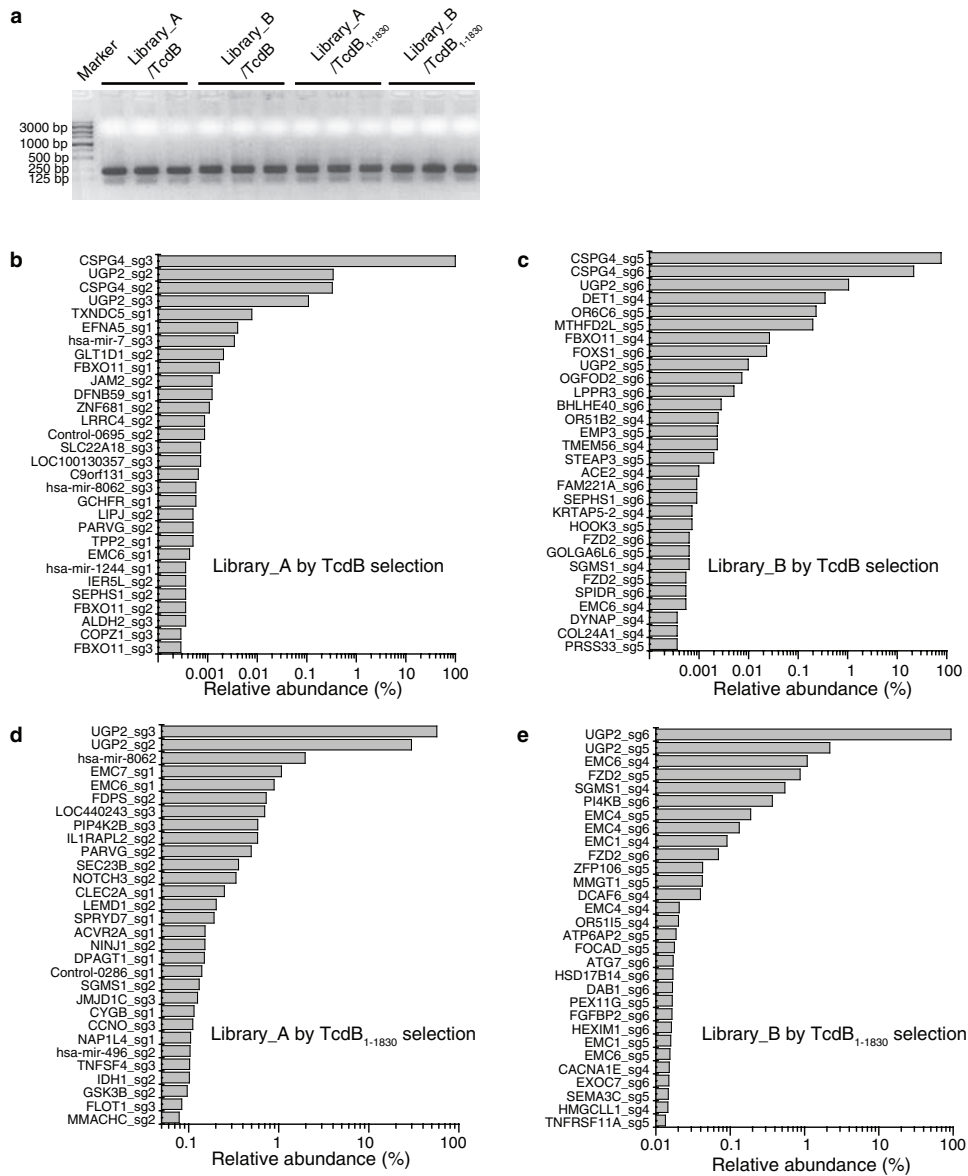 a
Marker
Library_A
/TcdB
Library_B
/TcdB
Library_A
/TcdB1-1830
Library_B
/TcdB1-1830
3000 bp
1000 bp
500 bp
250 bp
125 bp
b
CSPG4_sg3
UGP2_sg2
CSPG4_sg2
UGP2_sg3
TXNDC5_sg1
EFNA5_sg1
hsa-mir-7_sg3
GLT1D1_sg2
FBXO11_sg1
JAM2_sg2
DFNB59_sg1
ZNF681_sg2
LRRC4_sg2
Control-0695_sg2
SLC22A18_sg3
LOC100130357_sg3
C9orf131_sg3
hsa-mir-8062_sg3
GCHFR_sg1
LIPJ_sg2
PARVG_sg2
TPP2_sg1
EMC6_sg1
hsa-mir-1244_sg1
IER5L_sg2
SEPHS1_sg2
FBXO11_sg2
ALDH2_sg3
COPZ1_sg3
FBXO11_sg3
Library_A by TcdB selection
0.001 0.01 0.1 1 10 100
Relative abundance (%)
c
CSPG4_sg5
CSPG4_sg6
UGP2_sg6
DET1_sg4
OR6C6_sg5
MTHFD2L_sg5
FBXO11_sg4
FOXS1_sg6
UGP2_sg5
OGFOD2_sg6
LPPR3_sg6
BHLHE40_sg6
OR51B2_sg4
EMP3_sg5
TMEM56_sg4
STEAP3_sg5
ACE2_sg4
FAM221A_sg6
SEPHS1_sg6
KRTAP5-2_sg4
HOOK3_sg5
FZD2_sg6
GOLGA6L6_sg5
SGMS1_sg4
FZD2_sg5
SPIDR_sg6
EMC6_sg4
DYNAP_sg4
COL24A1_sg4
PRSS33_sg5
Library_B by TcdB selection
0.001 0.01 0.1 1 10 100
Relative abundance (%)
d
UGP2_sg3
UGP2_sg2
hsa-mir-8062
EMC7_sg1
EMC6_sg1
FDPS_sg2
LOC440243_sg3
PIP4K2B_sg3
IL1RAPL2_sg2
PARVG_sg2
SEC23B_sg2
NOTCH3_sg2
CLEC2A_sg1
LEMD1_sg2
SPRYD7_sg1
ACVR2A_sg1
NINJ1_sg2
DPAGT1_sg1
Control-0286_sg1
SGMS1_sg2
JMJD1C_sg3
CYGB_sg1
CCNO_sg3
NAP1L4_sg1
hsa-mir-496_sg2
TNFSF4_sg3
IDH1_sg2
GSK3B_sg2
FLOT1_sg3
MMACHC_sg2
Library_A by TcdB1-1830 selection
0.1 1 10 100
Relative abundance (%)
e
UGP2_sg6
UGP2_sg5
EMC6_sg4
FZD2_sg5
SGMS1_sg4
PI4KB_sg6
EMC4_sg5
EMC4_sg6
EMC1_sg4
FZD2_sg6
ZFP106_sg5
MMGT1_sg5
DCAF6_sg4
EMC4_sg4
OR51I5_sg4
ATP6AP2_sg5
FOCAD_sg5
ATG7_sg6
HSD17B14_sg6
DAB1_sg6
PEX11G_sg5
FGFBP2_sg6
HEXIM1_sg6
EMC1_sg5
EMC6_sg5
CACNA1E_sg4
EXOC7_sg6
SEMA3C_sg5
HMGCLL1_sg4
TNFRSF11A_sg5
Library_B by TcdB1-1830 selection
0.01 0.1 1 10 100
Relative abundance (%)